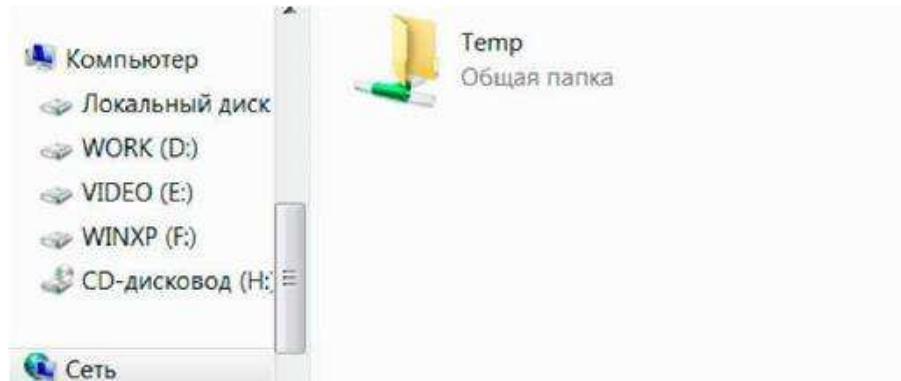 Компьютер
Локальный диск
WORK (D:)
VIDEO (E:)
WINXP (F:)
CD-дисковод (H:
Сеть
Temp
Общая папка